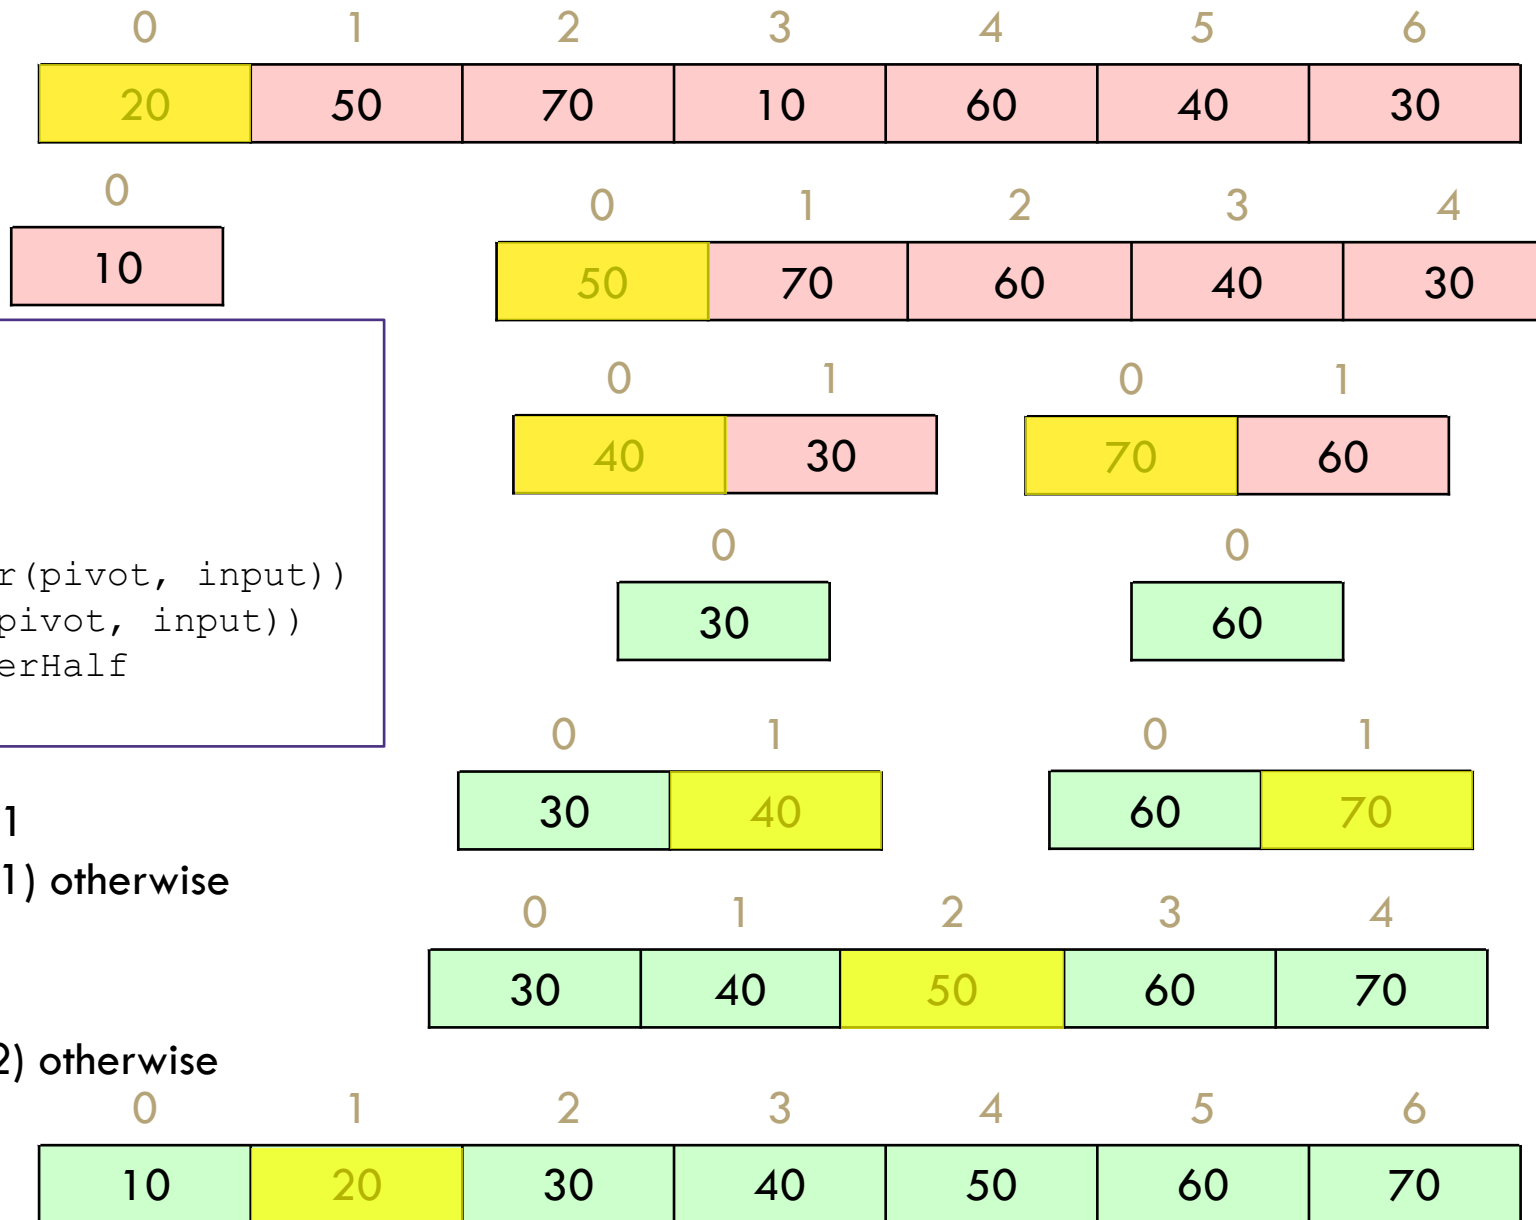 0 1 2 3 4 5 6
20 50 70 10 60 40 30
0
10
0 1 2 3 4
50 70 60 40 30
0 1
40 30
0 1
70 60
0
30
0
60
r(pivot, input))
pivot, input))
erHalf
0 1
30 40
0 1
60 70
1
1) otherwise
0 1 2 3 4
30 40 50 60 70
2) otherwise
0 1 2 3 4 5 6
10 20 30 40 50 60 70